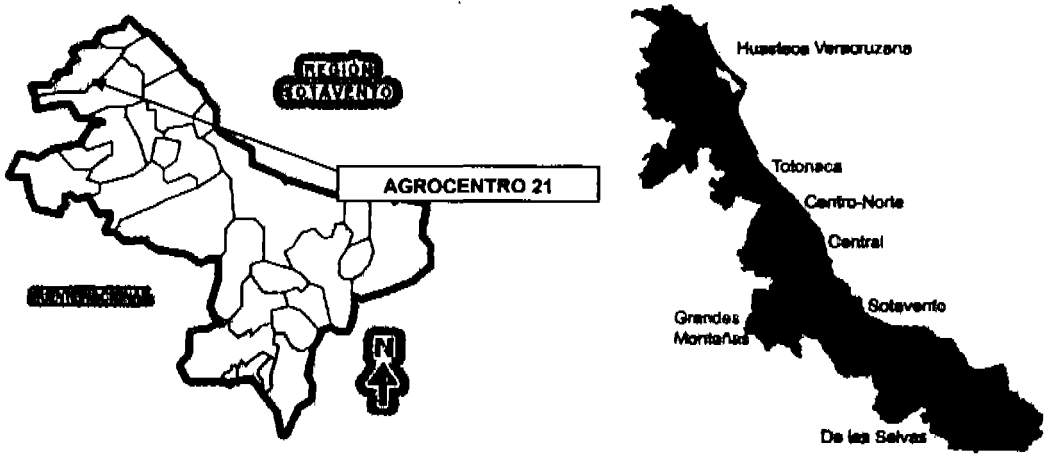 REGIÓN
SOTAVENTO
AGROCENTRO 21
N
Huasteca Veracruzana
Totonaca
Centro-Norte
Central
Sotavento
Grandes
Montañas
De las Selvas